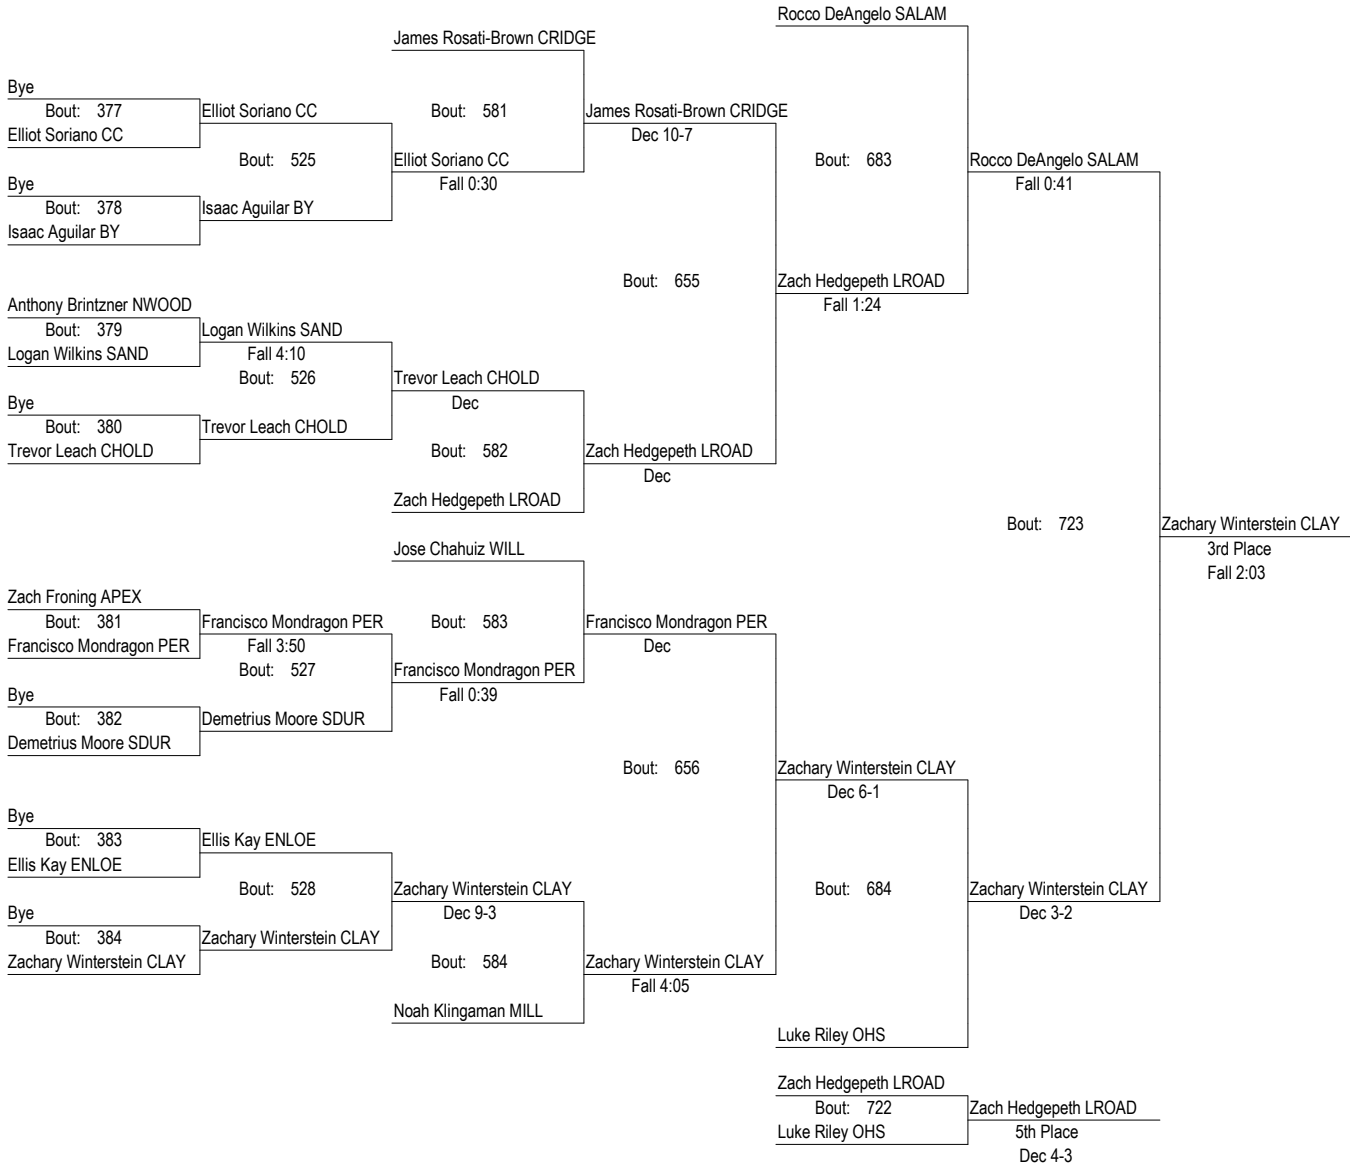 Rocco DeAngelo SALAM
James Rosati-Brown CRIDGE
Bye
Bout: 377
Elliot Soriano CC
Elliot Soriano CC
Bout: 581
James Rosati-Brown CRIDGE
Dec 10-7
Bout: 525
Elliot Soriano CC
Fall 0:30
Bout: 683
Rocco DeAngelo SALAM
Fall 0:41
Bye
Bout: 378
Isaac Aguilar BY
Isaac Aguilar BY
Bout: 655
Zach Hedgepeth LROAD
Fall 1:24
Anthony Brintzner NWOOD
Bout: 379
Logan Wilkins SAND
Logan Wilkins SAND
Fall 4:10
Bout: 526
Trevor Leach CHOLD
Dec
Bye
Bout: 380
Trevor Leach CHOLD
Trevor Leach CHOLD
Bout: 582
Zach Hedgepeth LROAD
Dec
Zach Hedgepeth LROAD
Bout: 723
Zachary Winterstein CLAY
3rd Place
Fall 2:03
Jose Chahuiz WILL
Zach Froning APEX
Bout: 381
Francisco Mondragon PER
Francisco Mondragon PER
Fall 3:50
Bout: 583
Francisco Mondragon PER
Dec
Bout: 527
Francisco Mondragon PER
Fall 0:39
Bye
Bout: 382
Demetrius Moore SDUR
Demetrius Moore SDUR
Bout: 656
Zachary Winterstein CLAY
Dec 6-1
Bye
Bout: 383
Ellis Kay ENLOE
Ellis Kay ENLOE
Bout: 528
Zachary Winterstein CLAY
Dec 9-3
Bout: 684
Zachary Winterstein CLAY
Dec 3-2
Bye
Bout: 384
Zachary Winterstein CLAY
Zachary Winterstein CLAY
Bout: 584
Zachary Winterstein CLAY
Fall 4:05
Noah Klingaman MILL
Luke Riley OHS
Zach Hedgepeth LROAD
Bout: 722
Luke Riley OHS
Zach Hedgepeth LROAD
5th Place
Dec 4-3